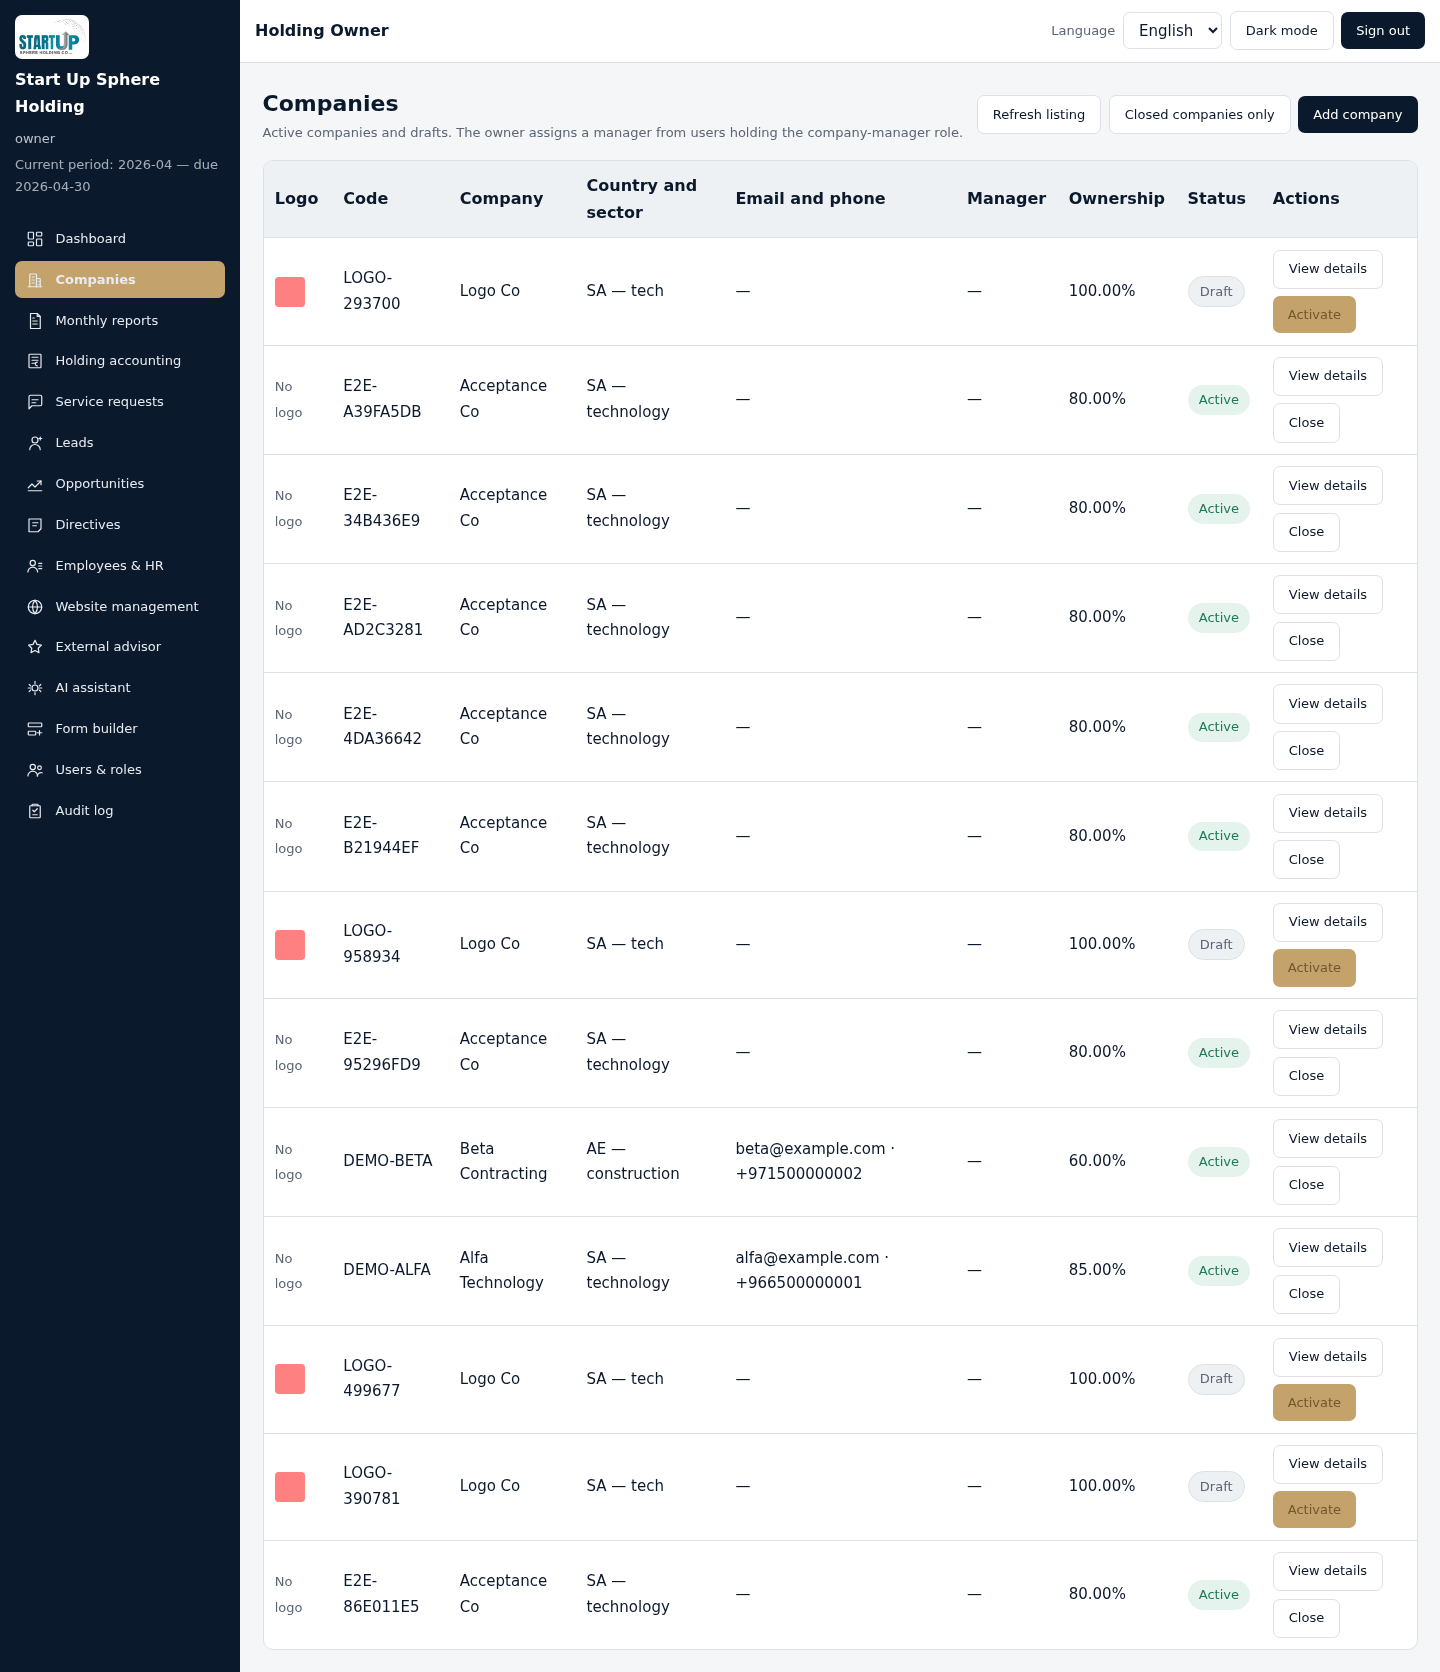 STARTUP
SPHERE HOLDING CO...
Start Up Sphere
Holding
owner
Current period: 2026-04 — due
2026-04-30
Dashboard
Companies
Monthly reports
Holding accounting
Service requests
Leads
Opportunities
Directives
Employees & HR
Website management
External advisor
AI assistant
Form builder
Users & roles
Audit log
Holding Owner
Language English Dark mode Sign out
Companies
Active companies and drafts. The owner assigns a manager from users holding the company-manager role.
Refresh listing Closed companies only Add company
Logo Code Company Country and sector Email and phone Manager Ownership Status Actions
LOGO-293700 Logo Co SA — tech — — 100.00% Draft View details Activate
No logo E2E-A39FA5DB Acceptance Co SA — technology — — 80.00% Active View details Close
No logo E2E-34B436E9 Acceptance Co SA — technology — — 80.00% Active View details Close
No logo E2E-AD2C3281 Acceptance Co SA — technology — — 80.00% Active View details Close
No logo E2E-4DA36642 Acceptance Co SA — technology — — 80.00% Active View details Close
No logo E2E-B21944EF Acceptance Co SA — technology — — 80.00% Active View details Close
LOGO-958934 Logo Co SA — tech — — 100.00% Draft View details Activate
No logo E2E-95296FD9 Acceptance Co SA — technology — — 80.00% Active View details Close
No logo DEMO-BETA Beta Contracting AE — construction beta@example.com · +971500000002 — 60.00% Active View details Close
No logo DEMO-ALFA Alfa Technology SA — technology alfa@example.com · +966500000001 — 85.00% Active View details Close
LOGO-499677 Logo Co SA — tech — — 100.00% Draft View details Activate
LOGO-390781 Logo Co SA — tech — — 100.00% Draft View details Activate
No logo E2E-86E011E5 Acceptance Co SA — technology — — 80.00% Active View details Close